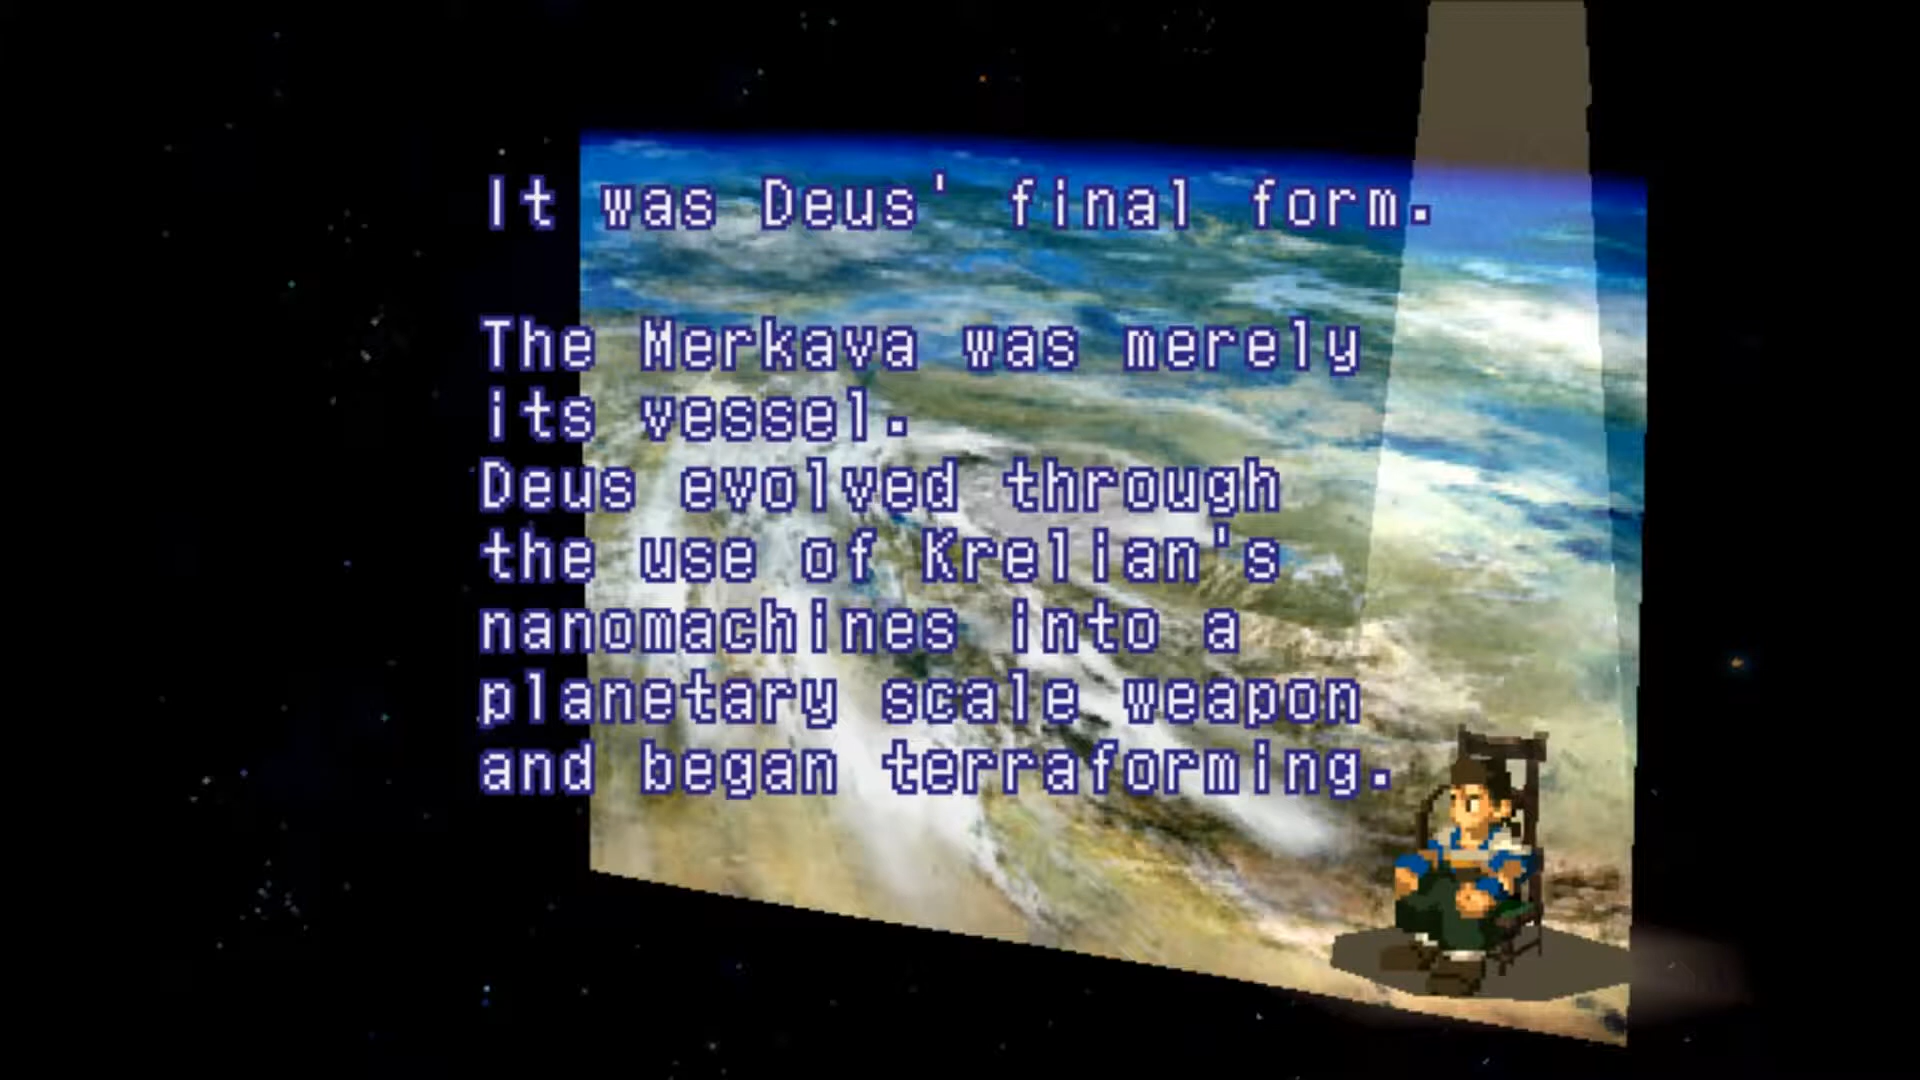 It was Deus' final form.
The Merkava was merely
its vessel.
Deus evolved through
the use of Krelian's
nanomachines into a
planetary scale weapon
and began terraforming.